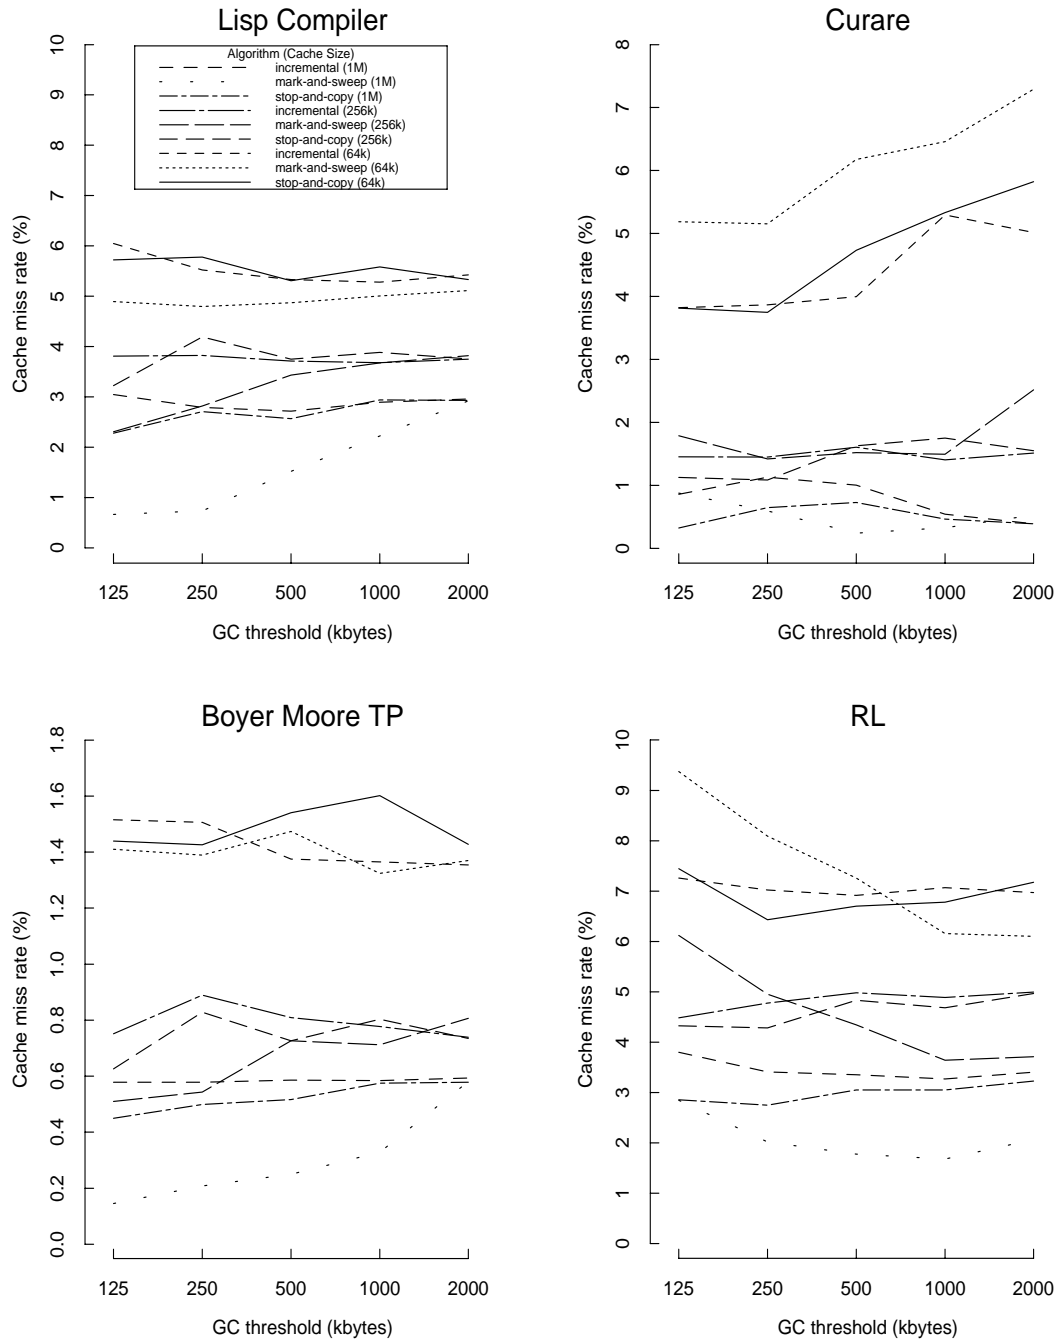 Lisp Compiler
Cache miss rate (%)
10
9
8
7
6
5
4
3
2
1
0
Algorithm (Cache Size)
incremental (1M)
mark-and-sweep (1M)
stop-and-copy (1M)
incremental (256k)
mark-and-sweep (256k)
stop-and-copy (256k)
incremental (64k)
mark-and-sweep (64k)
stop-and-copy (64k)
125 250 500 1000 2000
GC threshold (kbytes)
Curare
Cache miss rate (%)
8
7
6
5
4
3
2
1
0
125 250 500 1000 2000
GC threshold (kbytes)
Boyer Moore TP
Cache miss rate (%)
1.8
1.6
1.4
1.2
1.0
0.8
0.6
0.4
0.2
0.0
125 250 500 1000 2000
GC threshold (kbytes)
RL
Cache miss rate (%)
10
9
8
7
6
5
4
3
2
1
0
125 250 500 1000 2000
GC threshold (kbytes)